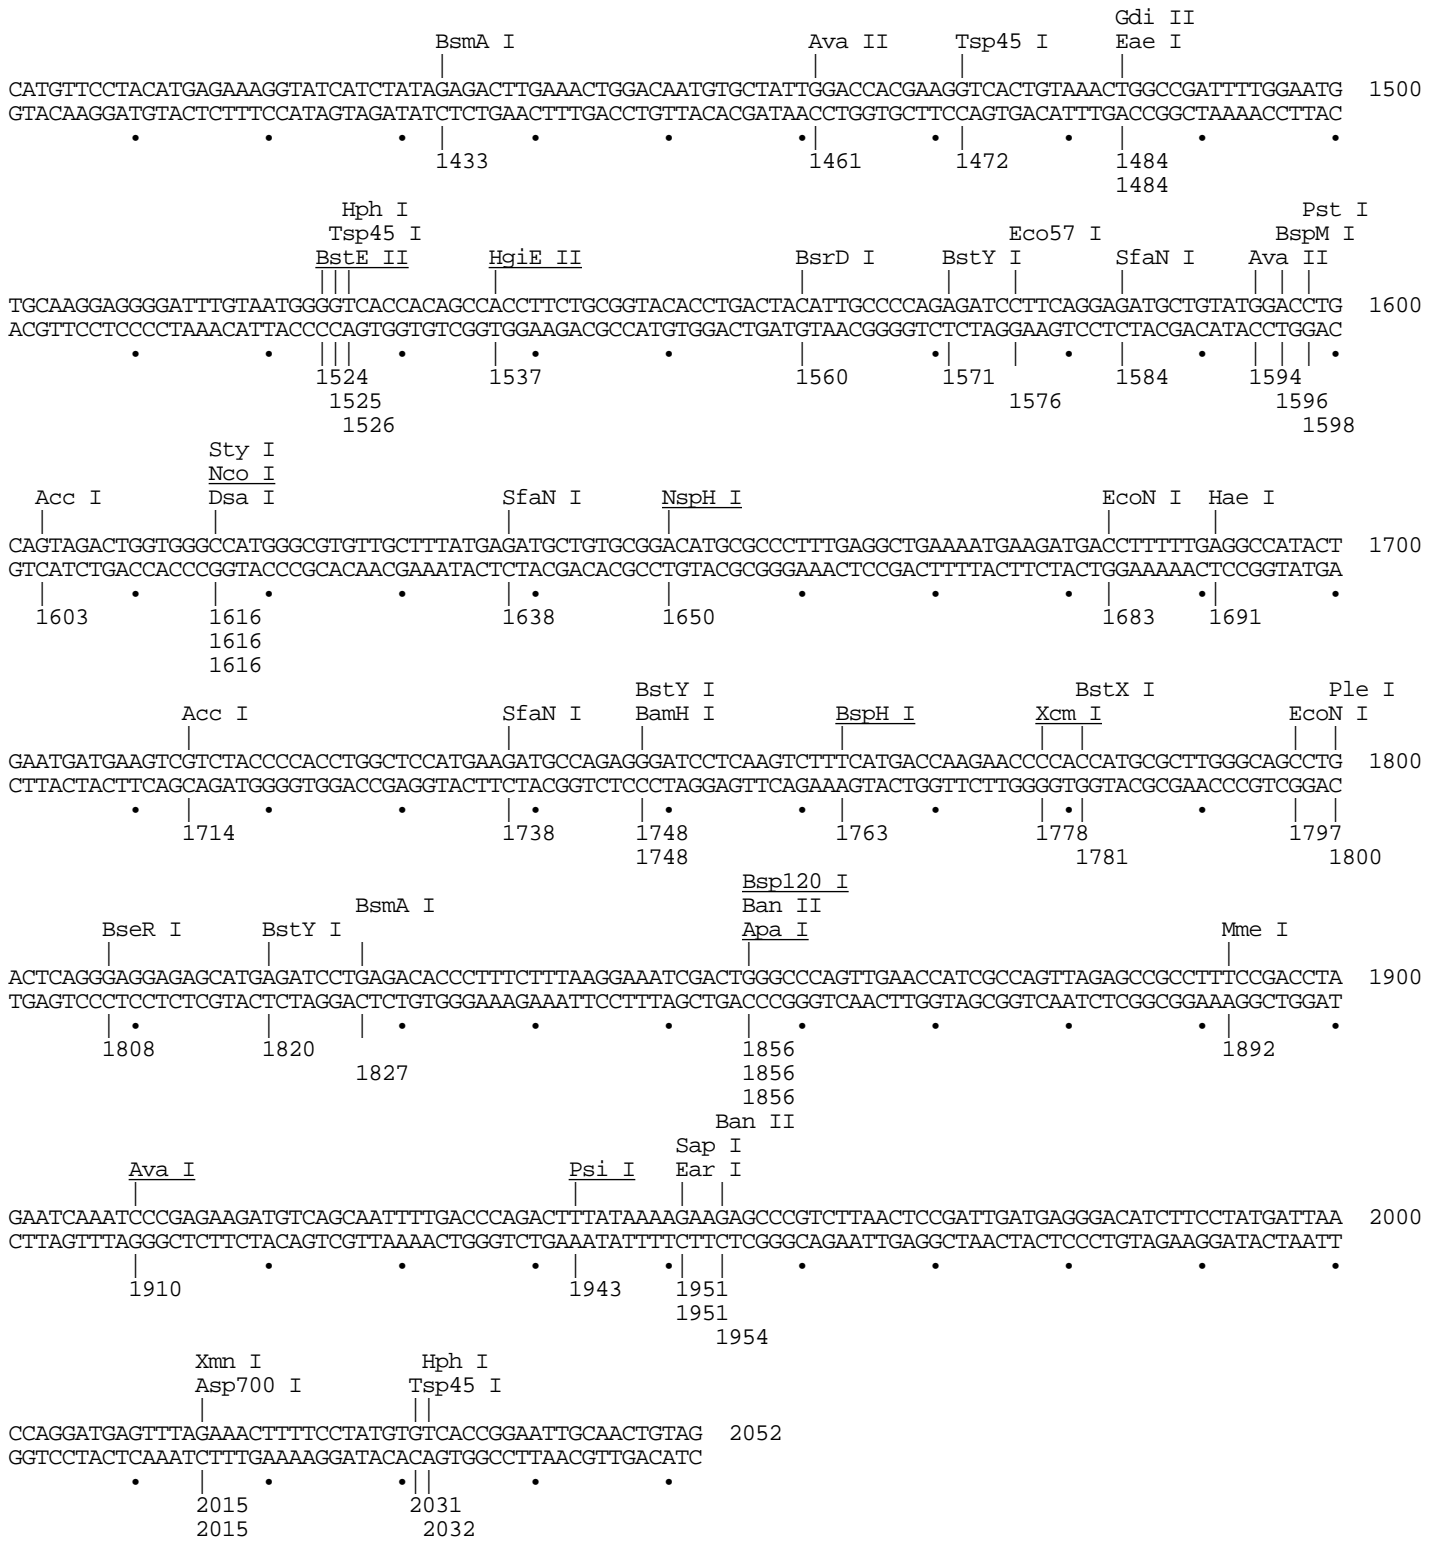 Gdi II
BsmA I Ava II Tsp45 I Eae I
CATGTTCCTACATGAGAAAGGTATCATCTATAGAGACTTGAAACTGGACAATGTGCTATTGGACCACGAAGGTCACTGTAAACTGGCCGATTTTGGAATG 1500
GTACAAGGATGTACTCTTTCCATAGTAGATATCTCTGAACTTTGACCTGTTACACGATAACCTGGTGCTTCCAGTGACATTTGACCGGCTAAAACCTTAC
1433 1461 1472 1484
1484
Hph I Pst I
Tsp45 I Eco57 I BspM I
BstE II HgiE II BsrD I BstY I SfaN I Ava II
TGCAAGGAGGGGATTTGTAATGGGGTCACCACAGCCACCTTCTGCGGTACACCTGACTACATTGCCCCAGAGATCCTTCAGGAGATGCTGTATGGACCTG 1600
ACGTTCCTCCCCTAAACATTACCCCAGTGGTGTCGGTGGAAGACGCCATGTGGACTGATGTAACGGGGTCTCTAGGAAGTCCTCTACGACATACCTGGAC
1524 1537 1560 1571 1584 1594
1525 1576 1596
1526 1598
Sty I
Nco I
Acc I Dsa I SfaN I NspH I EcoN I Hae I
CAGTAGACTGGTGGGCCATGGGCGTGTTGCTTTATGAGATGCTGTGCGGACATGCGCCCTTTGAGGCTGAAAATGAAGATGACCTTTTTGAGGCCATACT 1700
GTCATCTGACCACCCGGTACCCGCACAACGAAATACTCTACGACACGCCTGTACGCGGGAAACTCCGACTTTTACTTCTACTGGAAAAACTCCGGTATGA
1603 1616 1638 1650 1683 1691
1616
1616
BstY I BstX I Ple I
Acc I SfaN I BamH I BspH I Xcm I EcoN I
GAATGATGAAGTCGTCTACCCCACCTGGCTCCATGAAGATGCCAGAGGGATCCTCAAGTCTTTCATGACCAAGAACCCCACCATGCGCTTGGGCAGCCTG 1800
CTTACTACTTCAGCAGATGGGGTGGACCGAGGTACTTCTACGGTCTCCCTAGGAGTTCAGAAAGTACTGGTTCTTGGGGTGGTACGCGAACCCGTCGGAC
1714 1738 1748 1763 1778 1797
1748 1781 1800
Bsp120 I
BsmA I Ban II
BseR I BstY I Apa I Mme I
ACTCAGGGAGGAGAGCATGAGATCCTGAGACACCCTTTCTTTAAGGAAATCGACTGGGCCCAGTTGAACCATCGCCAGTTAGAGCCGCCTTTCCGACCTA 1900
TGAGTCCCTCCTCTCGTACTCTAGGACTCTGTGGGAAAGAAATTCCTTTAGCTGACCCGGGTCAACTTGGTAGCGGTCAATCTCGGCGGAAAGGCTGGAT
1808 1820 1856 1892
1827 1856
1856
Ban II
Sap I
Ava I Psi I Ear I
GAATCAAATCCCGAGAAGATGTCAGCAATTTTGACCCAGACTTTATAAAAGAAGAGCCCGTCTTAACTCCGATTGATGAGGGACATCTTCCTATGATTAA 2000
CTTAGTTTAGGGCTCTTCTACAGTCGTTAAAACTGGGTCTGAAATATTTTCTTCTCGGGCAGAATTGAGGCTAACTACTCCCTGTAGAAGGATACTAATT
1910 1943 1951
1951
1954
Xmn I Hph I
Asp700 I Tsp45 I
CCAGGATGAGTTTAGAAACTTTTCCTATGTGTCACCGGAATTGCAACTGTAG 2052
GGTCCTACTCAAATCTTTGAAAAGGATACACAGTGGCCTTAACGTTGACATC
2015 2031
2015 2032